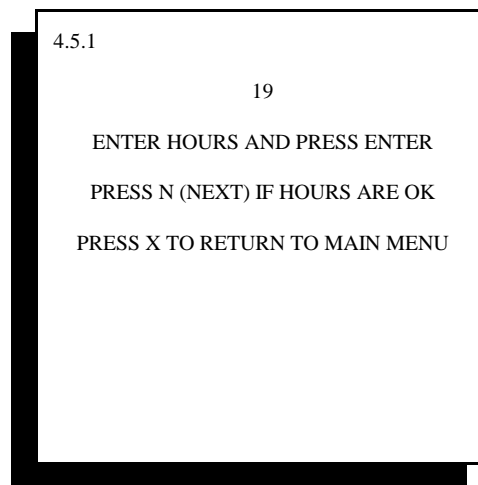 4.5.1
19
ENTER HOURS AND PRESS ENTER
PRESS N (NEXT) IF HOURS ARE OK
PRESS X TO RETURN TO MAIN MENU